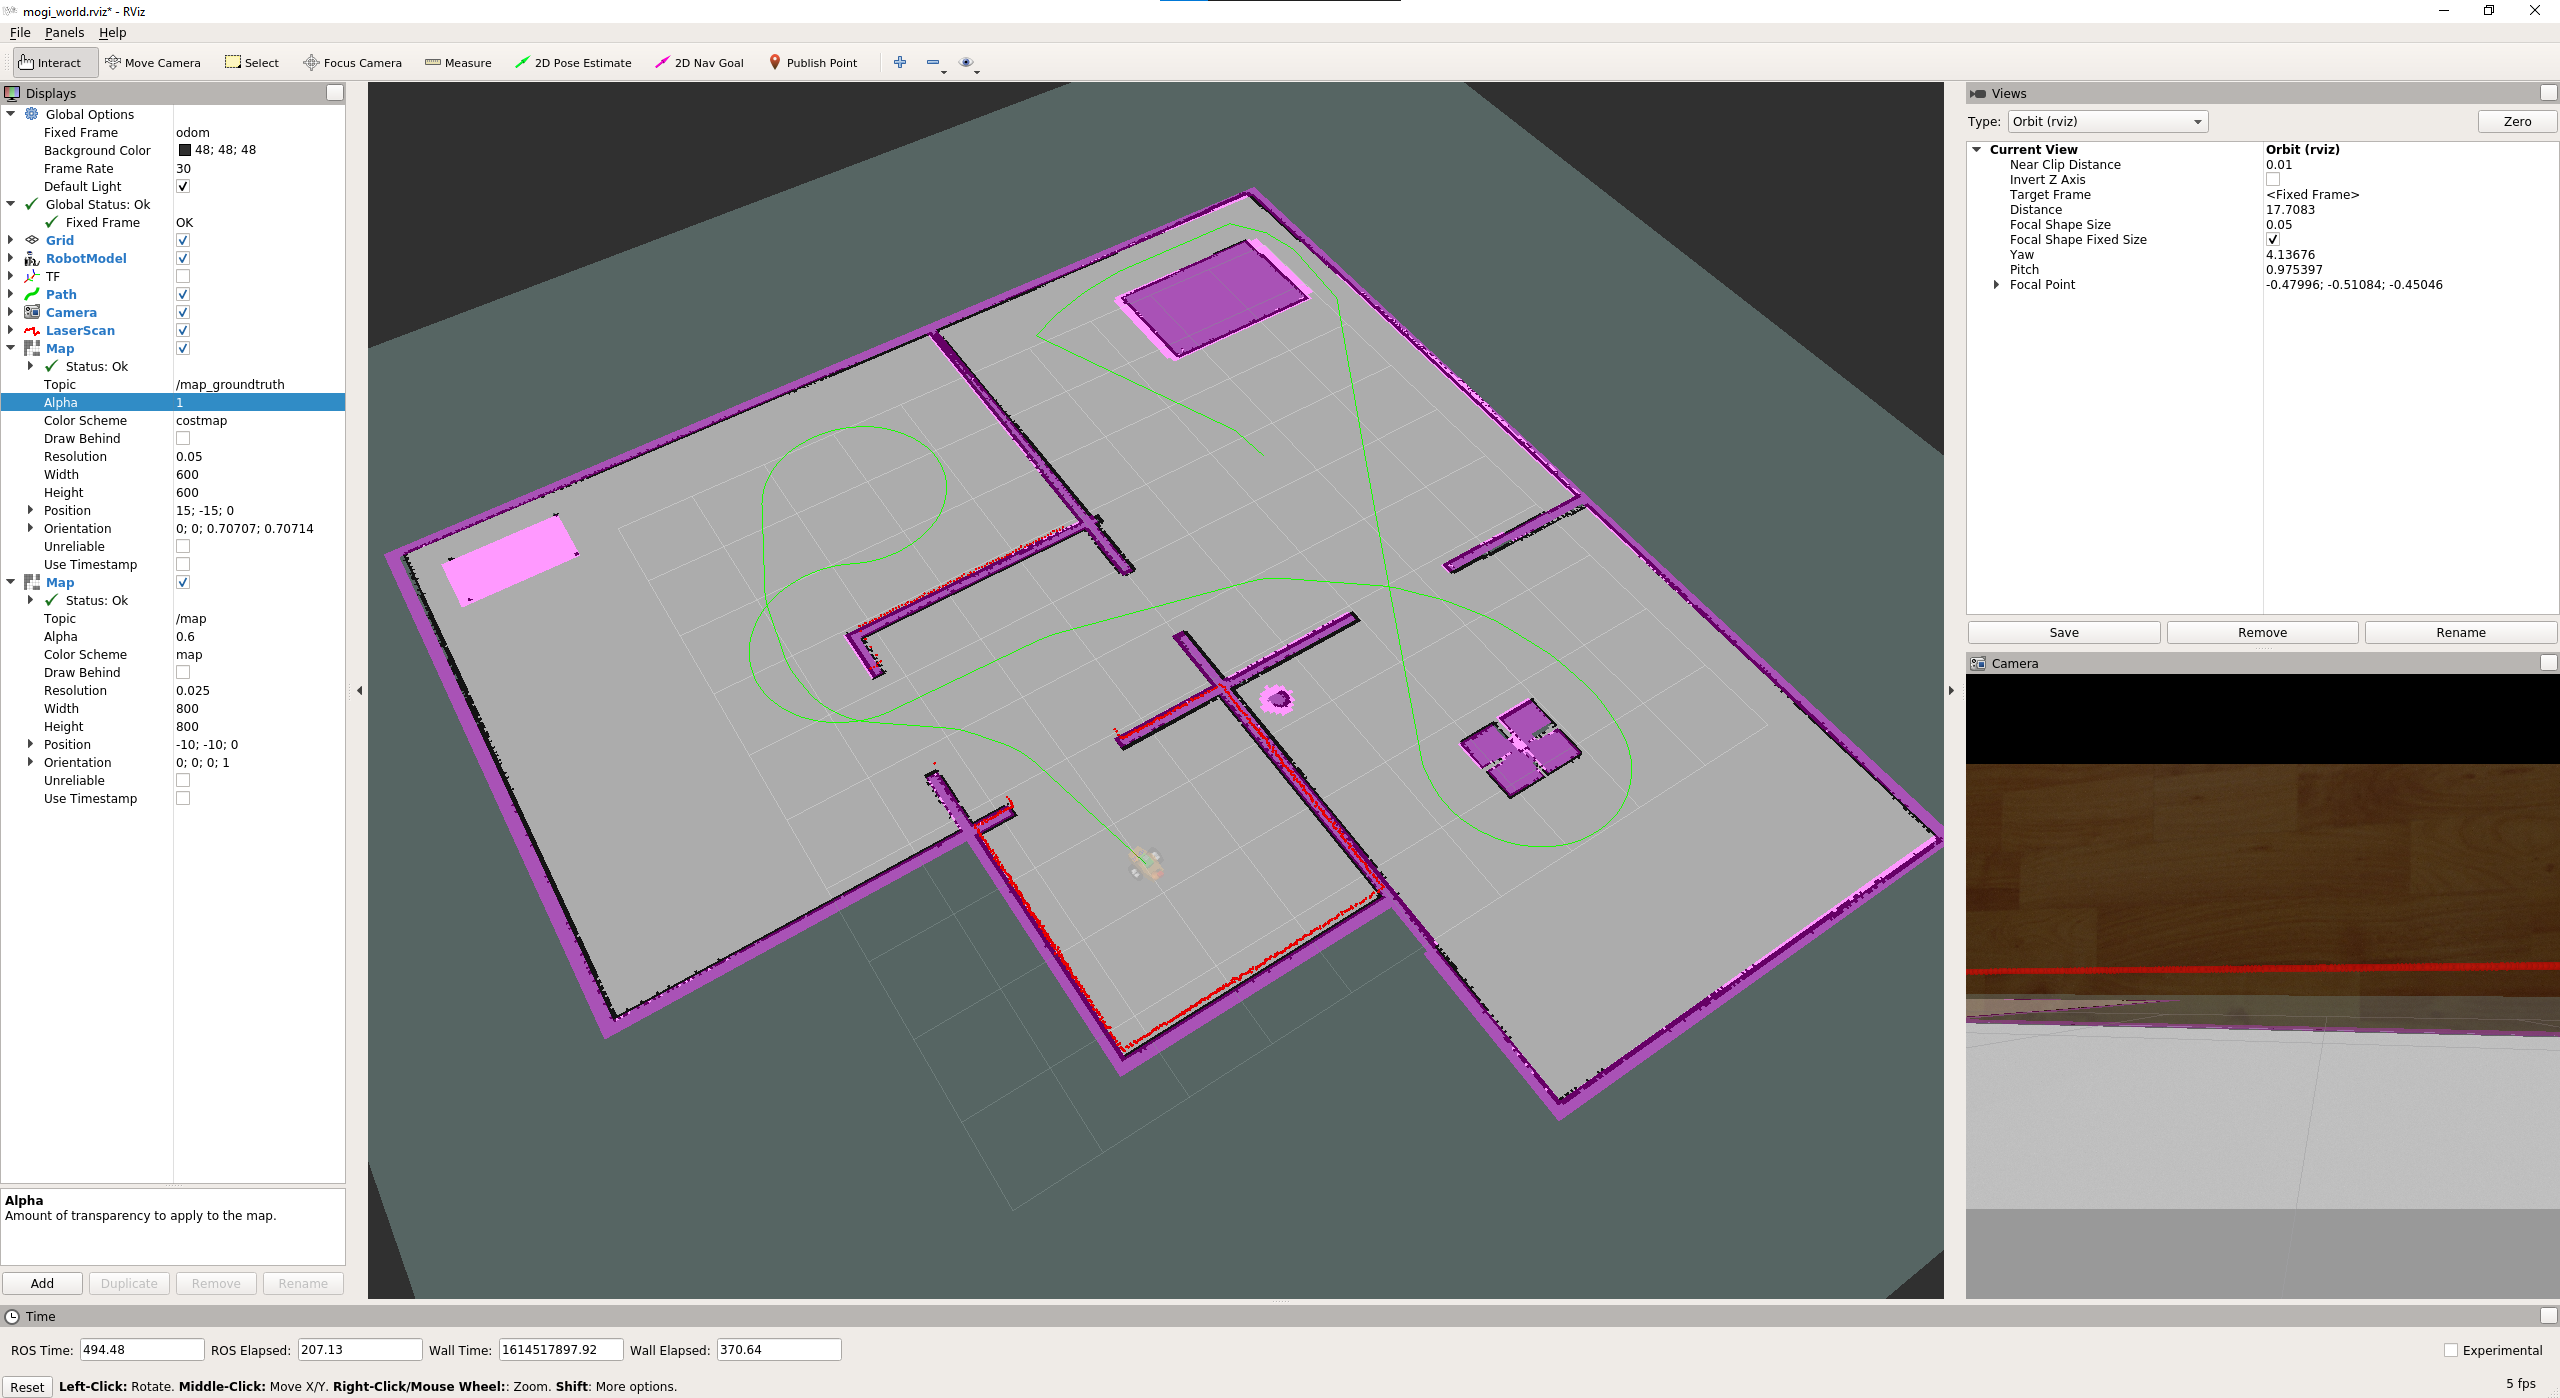 mogi_world.rviz* - RViz
File Panels Help
Interact Move Camera Select Focus Camera Measure 2D Pose Estimate 2D Nav Goal Publish Point
Displays
Global Options
Fixed Frame odom
Background Color 48; 48; 48
Frame Rate 30
Default Light
Global Status: Ok
Fixed Frame OK
Grid
RobotModel
TF
Path
Camera
LaserScan
Map
Status: Ok
Topic /map_groundtruth
Alpha 1
Color Scheme costmap
Draw Behind
Resolution 0.05
Width 600
Height 600
Position 15; -15; 0
Orientation 0; 0; 0.70707; 0.70714
Unreliable
Use Timestamp
Map
Status: Ok
Topic /map
Alpha 0.6
Color Scheme map
Draw Behind
Resolution 0.025
Width 800
Height 800
Position -10; -10; 0
Orientation 0; 0; 0; 1
Unreliable
Use Timestamp
Alpha
Amount of transparency to apply to the map.
Add Duplicate Remove Rename
Views
Type: Orbit (rviz) Zero
Current View Orbit (rviz)
Near Clip Distance 0.01
Invert Z Axis
Target Frame <Fixed Frame>
Distance 17.7083
Focal Shape Size 0.05
Focal Shape Fixed Size
Yaw 4.13676
Pitch 0.975397
Focal Point -0.47996; -0.51084; -0.45046
Save Remove Rename
Camera
Time
ROS Time: 494.48 ROS Elapsed: 207.13 Wall Time: 1614517897.92 Wall Elapsed: 370.64 Experimental
Reset Left-Click: Rotate. Middle-Click: Move X/Y. Right-Click/Mouse Wheel:: Zoom. Shift: More options. 5 fps